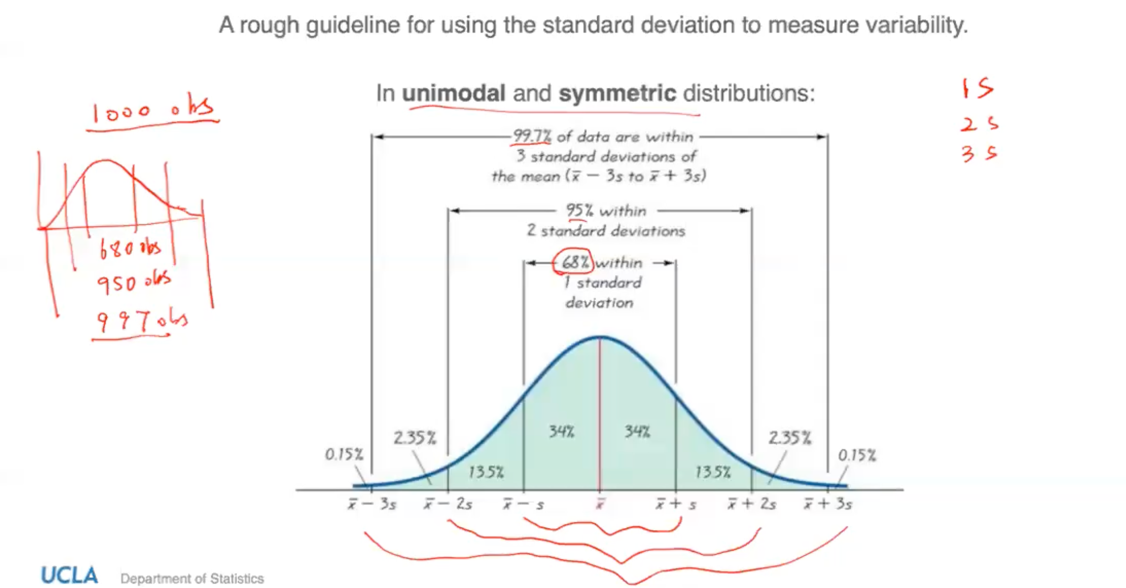 A rough guideline for using the standard deviation to measure variability.
1000 obs
680 obs
950 obs
997 obs
In unimodal and symmetric distributions:
1S
2S
3S
99.7% of data are within
3 standard deviations of
the mean (x̄ − 3s to x̄ + 3s)
95% within
2 standard deviations
68% within
1 standard
deviation
34% 34%
2.35% 2.35%
0.15% 0.15%
13.5% 13.5%
x̄ − 3s x̄ − 2s x̄ − s x̄ x̄ + s x̄ + 2s x̄ + 3s
UCLA Department of Statistics